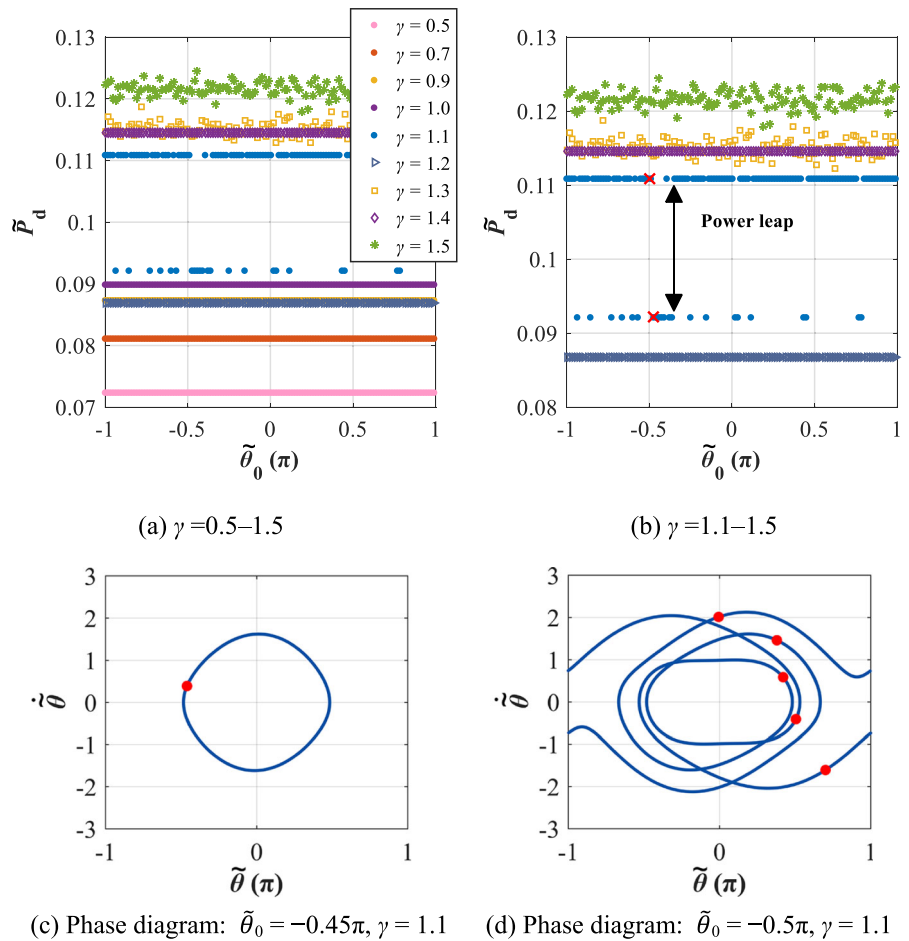 0.13
0.12
0.11
0.1
0.09
0.08
0.07
-1 -0.5 0 0.5 1
P̃d
θ̃0 (π)
γ = 0.5
γ = 0.7
γ = 0.9
γ = 1.0
γ = 1.1
γ = 1.2
γ = 1.3
γ = 1.4
γ = 1.5
(a) γ =0.5–1.5
0.13
0.12
0.11
0.1
0.09
0.08
-1 -0.5 0 0.5 1
P̃d
θ̃0 (π)
Power leap
(b) γ =1.1–1.5
3
2
1
0
-1
-2
-3
-1 0 1
θ̃̇
θ̃ (π)
(c) Phase diagram: θ̃0 = −0.45π, γ = 1.1
3
2
1
0
-1
-2
-3
-1 0 1
θ̃̇
θ̃ (π)
(d) Phase diagram: θ̃0 = −0.5π, γ = 1.1